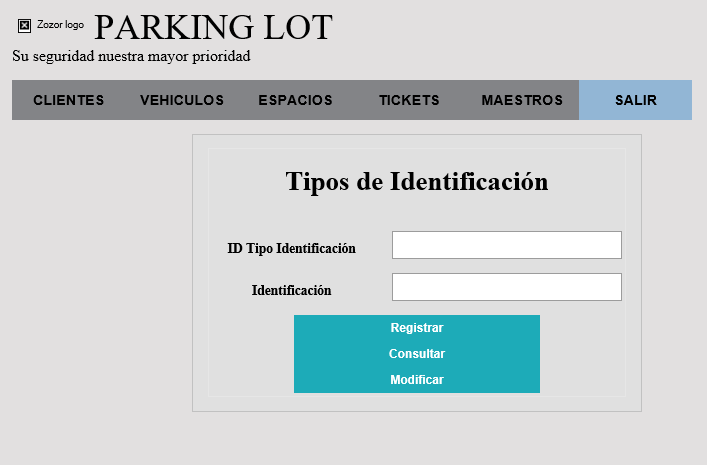 Zozor logo PARKING LOT
Su seguridad nuestra mayor prioridad
CLIENTES VEHICULOS ESPACIOS TICKETS MAESTROS SALIR
Tipos de Identificación
ID Tipo Identificación
Identificación
Registrar
Consultar
Modificar